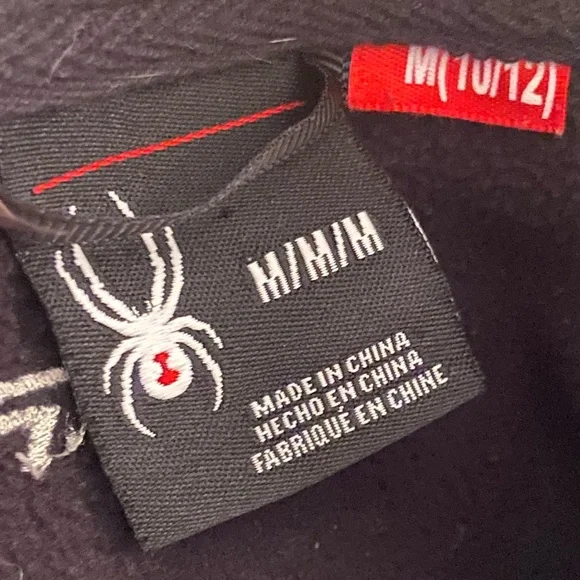 M(10/12)
M/M/M
MADE IN CHINA
HECHO EN CHINA
FABRIQUÉ EN CHINE